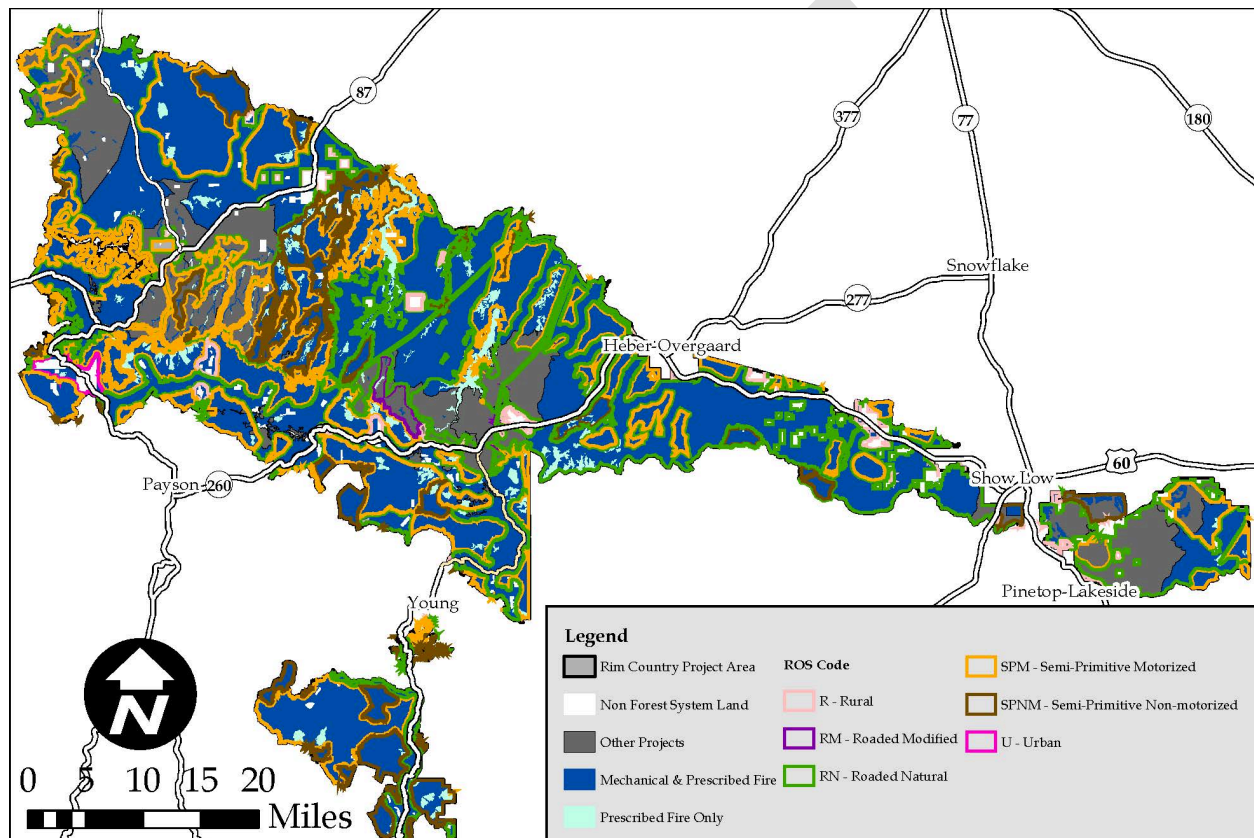 87
377
77
180
Snowflake
277
Heber-Overgaard
Show Low
60
Payson
260
Pinetop-Lakeside
Young
N
0 5 10 15 20
Miles
Legend
Rim Country Project Area
Non Forest System Land
Other Projects
Mechanical & Prescribed Fire
Prescribed Fire Only
ROS Code
R - Rural
RM - Roaded Modified
RN - Roaded Natural
SPM - Semi-Primitive Motorized
SPNM - Semi-Primitive Non-motorized
U - Urban